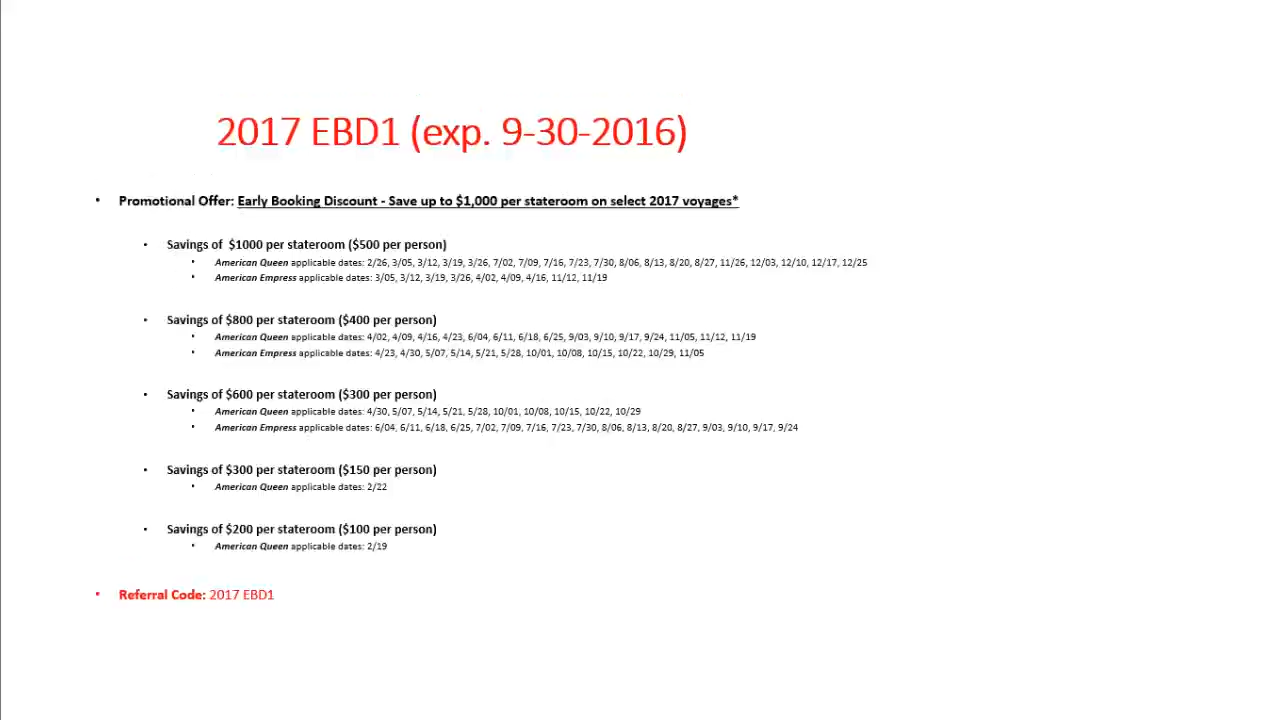 2017 EBD1 (exp. 9-30-2016)
• Promotional Offer: Early Booking Discount - Save up to $1,000 per stateroom on select 2017 voyages*
• Savings of $1000 per stateroom ($500 per person)
• American Queen applicable dates: 2/26, 3/05, 3/12, 3/19, 3/26, 7/02, 7/09, 7/16, 7/23, 7/30, 8/06, 8/13, 8/20, 8/27, 11/26, 12/03, 12/10, 12/17, 12/25
• American Empress applicable dates: 3/05, 3/12, 3/19, 3/26, 4/02, 4/09, 4/16, 11/12, 11/19
• Savings of $800 per stateroom ($400 per person)
• American Queen applicable dates: 4/02, 4/09, 4/16, 4/23, 6/04, 6/11, 6/18, 6/25, 9/03, 9/10, 9/17, 9/24, 11/05, 11/12, 11/19
• American Empress applicable dates: 4/23, 4/30, 5/07, 5/14, 5/21, 5/28, 10/01, 10/08, 10/15, 10/22, 10/29, 11/05
• Savings of $600 per stateroom ($300 per person)
• American Queen applicable dates: 4/30, 5/07, 5/14, 5/21, 5/28, 10/01, 10/08, 10/15, 10/22, 10/29
• American Empress applicable dates: 6/04, 6/11, 6/18, 6/25, 7/02, 7/09, 7/16, 7/23, 7/30, 8/06, 8/13, 8/20, 8/27, 9/03, 9/10, 9/17, 9/24
• Savings of $300 per stateroom ($150 per person)
• American Queen applicable dates: 2/22
• Savings of $200 per stateroom ($100 per person)
• American Queen applicable dates: 2/19
• Referral Code: 2017 EBD1